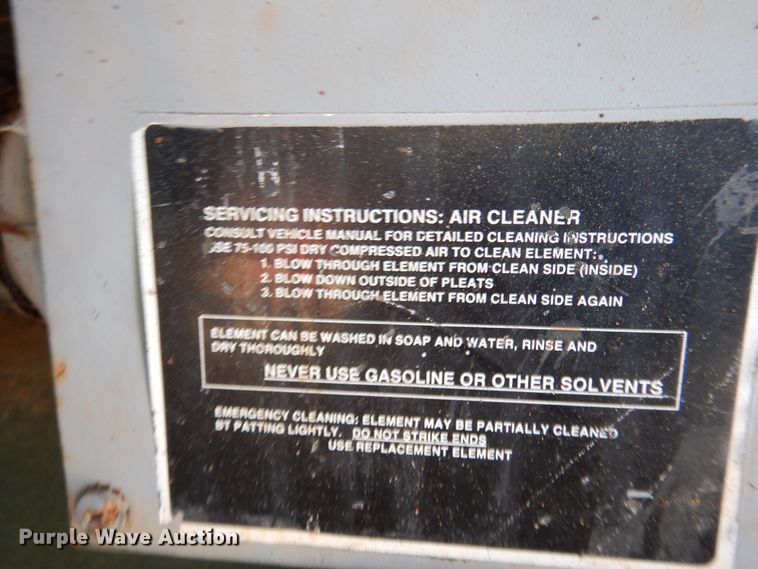 SERVICING INSTRUCTIONS: AIR CLEANER
CONSULT VEHICLE MANUAL FOR DETAILED CLEANING INSTRUCTIONS
USE 75-100 PSI DRY COMPRESSED AIR TO CLEAN ELEMENT:
1. BLOW THROUGH ELEMENT FROM CLEAN SIDE (INSIDE)
2. BLOW DOWN OUTSIDE OF PLEATS
3. BLOW THROUGH ELEMENT FROM CLEAN SIDE AGAIN
ELEMENT CAN BE WASHED IN SOAP AND WATER, RINSE AND
DRY THOROUGHLY
NEVER USE GASOLINE OR OTHER SOLVENTS
EMERGENCY CLEANING: ELEMENT MAY BE PARTIALLY CLEANED
BY PATTING LIGHTLY. DO NOT STRIKE ENDS
USE REPLACEMENT ELEMENT
Purple Wave Auction